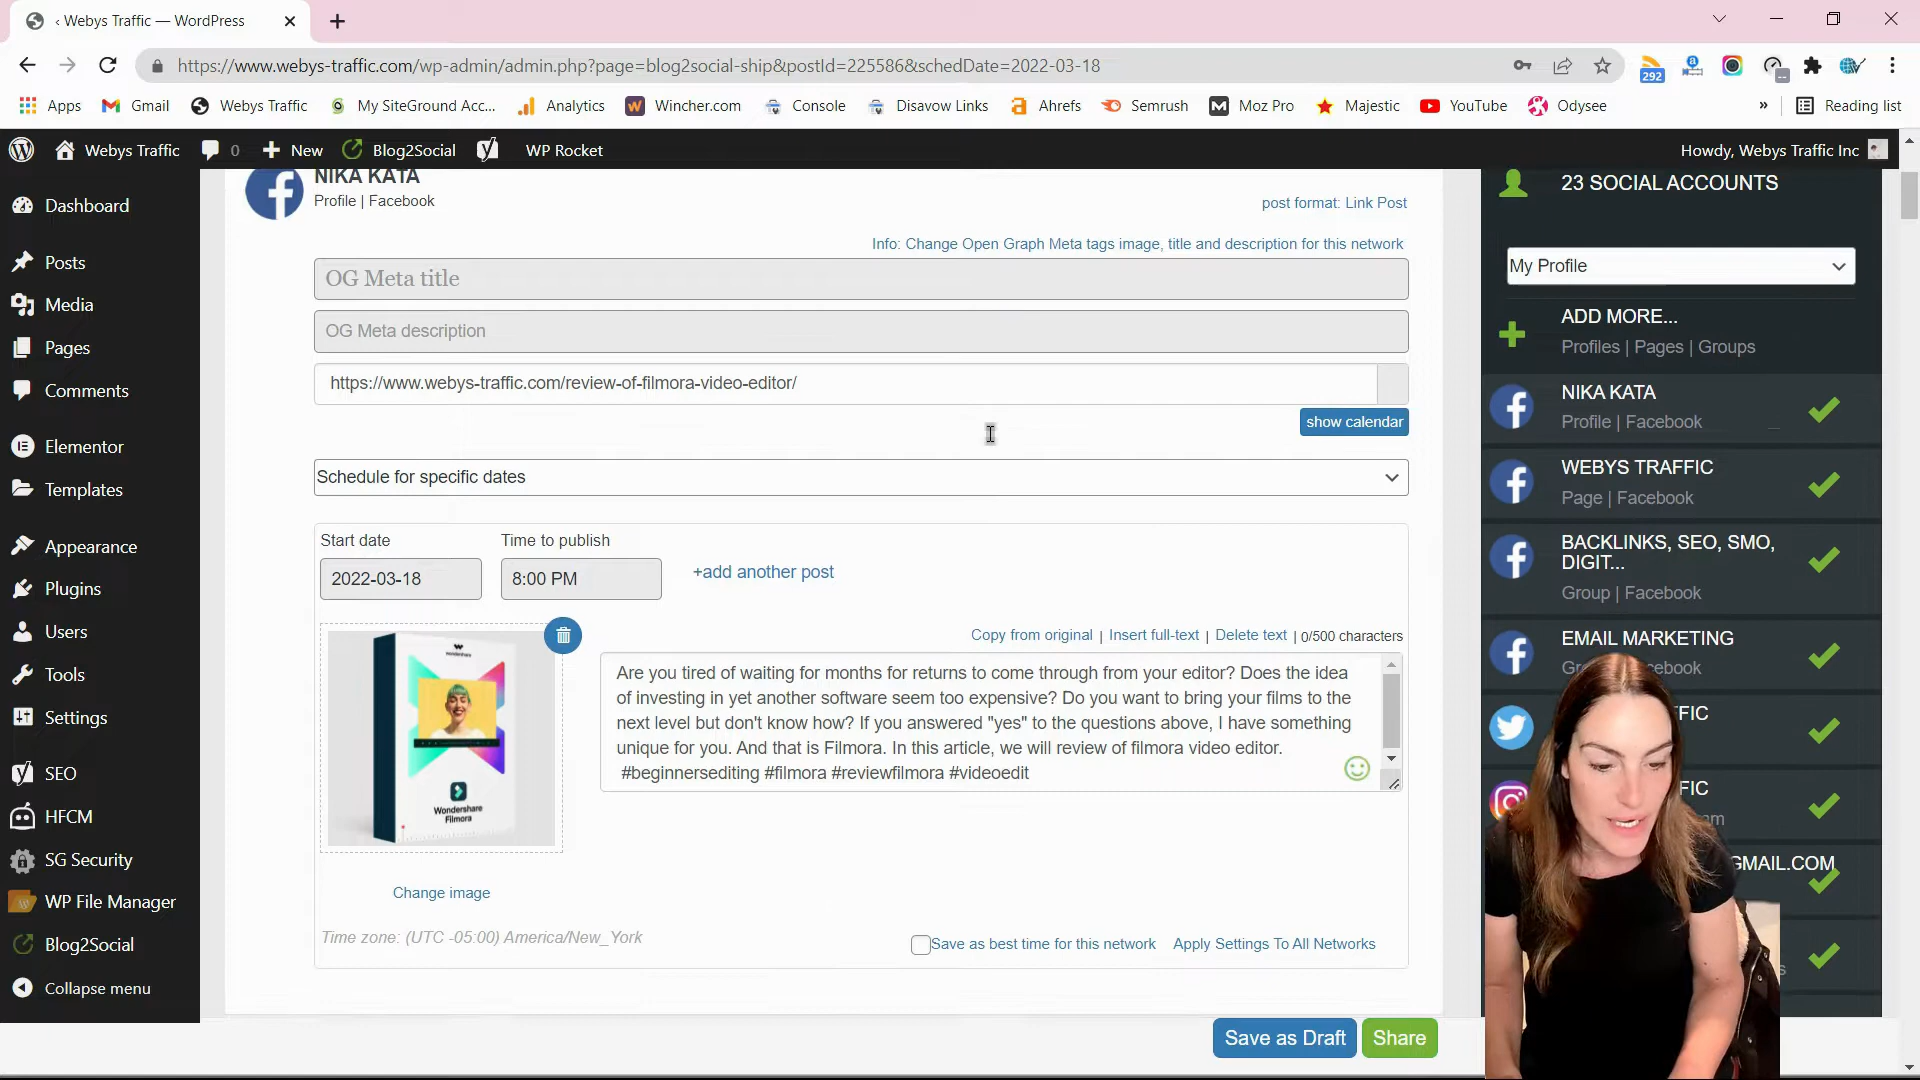 ‹ Webys Traffic — WordPress
https://www.webys-traffic.com/wp-admin/admin.php?page=blog2social-ship&postId=225586&schedDate=2022-03-18
292
Apps
Gmail
Webys Traffic
My SiteGround Acc...
Analytics
Wincher.com
Console
Disavow Links
Ahrefs
Semrush
Moz Pro
Majestic
YouTube
Odysee
»
Reading list
Webys Traffic
0
New
Blog2Social
WP Rocket
Howdy, Webys Traffic Inc
Dashboard
Posts
Media
Pages
Comments
Elementor
Templates
Appearance
Plugins
Users
Tools
Settings
SEO
HFCM
SG Security
WP File Manager
Blog2Social
Collapse menu
NIKA KATA
Profile | Facebook
post format: Link Post
Info: Change Open Graph Meta tags image, title and description for this network
OG Meta title
OG Meta description
https://www.webys-traffic.com/review-of-filmora-video-editor/
show calendar
Schedule for specific dates
Start date
Time to publish
2022-03-18
8:00 PM
+add another post
Copy from original | Insert full-text | Delete text | 0/500 characters
Are you tired of waiting for months for returns to come through from your editor? Does the idea
of investing in yet another software seem too expensive? Do you want to bring your films to the
next level but don't know how? If you answered "yes" to the questions above, I have something
unique for you. And that is Filmora. In this article, we will review of filmora video editor.
#beginnersediting #filmora #reviewfilmora #videoedit
wondershare
Wondershare
Filmora
Change image
Time zone: (UTC -05:00) America/New_York
Save as best time for this network
Apply Settings To All Networks
Save as Draft
Share
23 SOCIAL ACCOUNTS
My Profile
ADD MORE...
Profiles | Pages | Groups
NIKA KATA
Profile | Facebook
WEBYS TRAFFIC
Page | Facebook
BACKLINKS, SEO, SMO,
DIGIT...
Group | Facebook
EMAIL MARKETING
Gr
cebook
FIC
FIC
m
GMAIL.COM
s